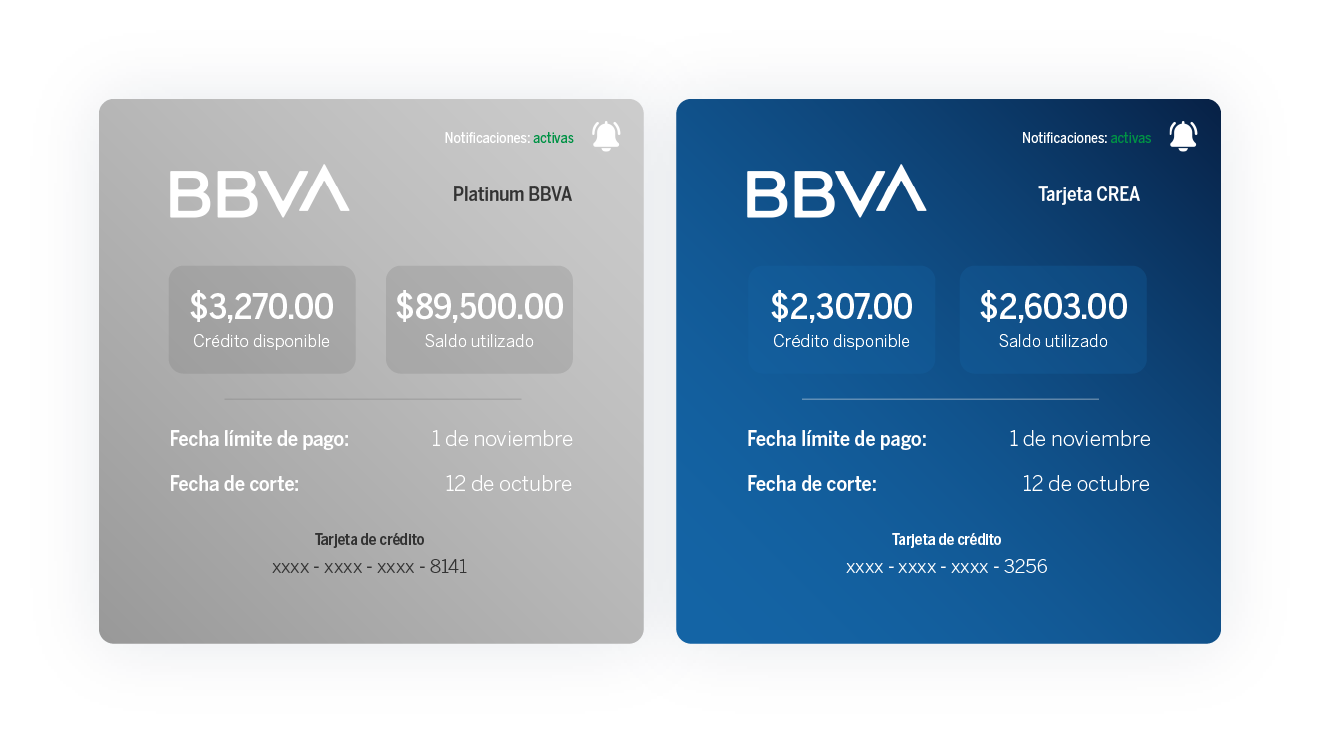 Notificaciones: activas
BBVA
Platinum BBVA
$3,270.00
Crédito disponible
$89,500.00
Saldo utilizado
Fecha límite de pago: 1 de noviembre
Fecha de corte: 12 de octubre
Tarjeta de crédito
xxxx - xxxx - xxxx - 8141
Notificaciones: activas
BBVA
Tarjeta CREA
$2,307.00
Crédito disponible
$2,603.00
Saldo utilizado
Fecha límite de pago: 1 de noviembre
Fecha de corte: 12 de octubre
Tarjeta de crédito
xxxx - xxxx - xxxx - 3256